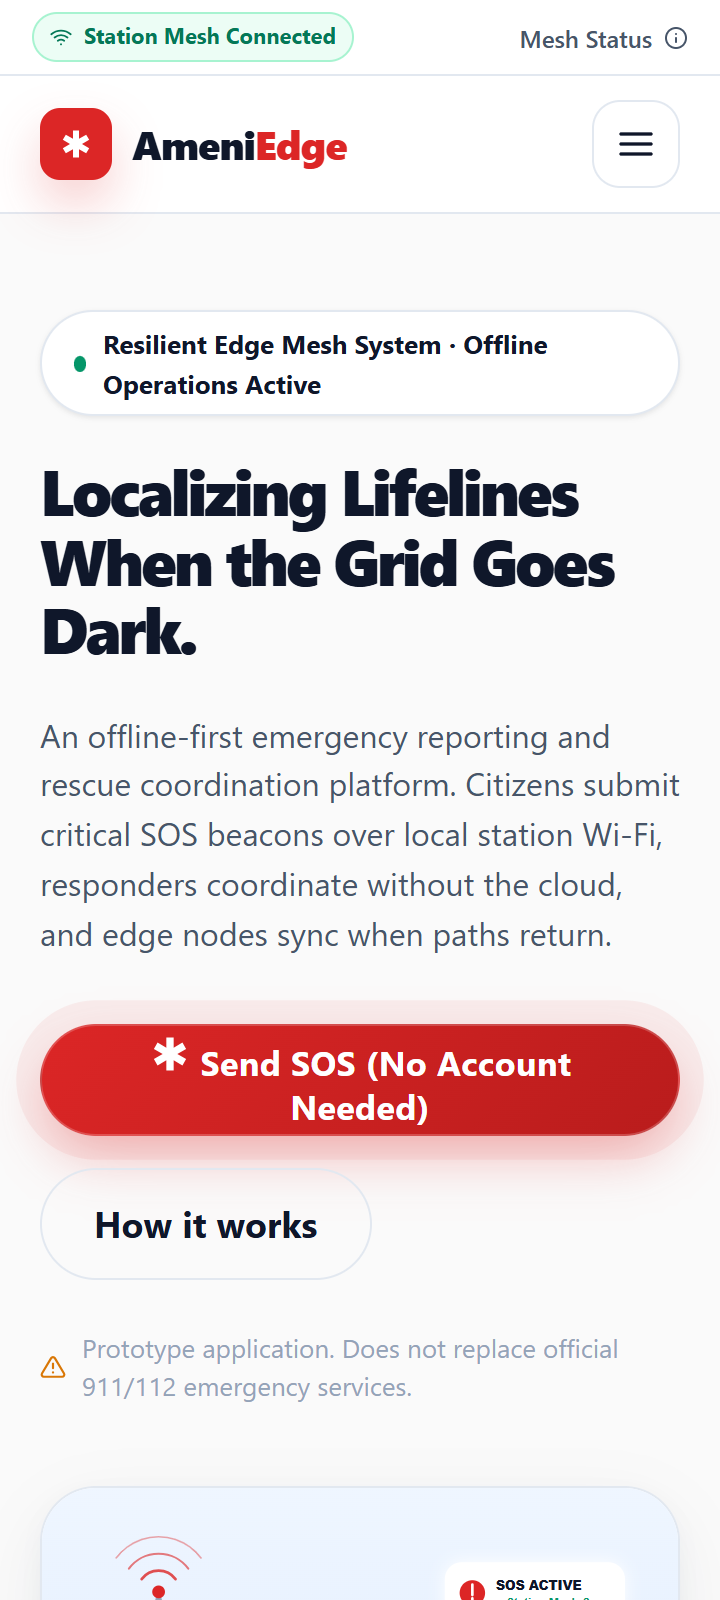 Station Mesh Connected
Mesh Status
AmeniEdge
Resilient Edge Mesh System · Offline
Operations Active
Localizing Lifelines
When the Grid Goes
Dark.
An offline-first emergency reporting and
rescue coordination platform. Citizens submit
critical SOS beacons over local station Wi-Fi,
responders coordinate without the cloud,
and edge nodes sync when paths return.
Send SOS (No Account
Needed)
How it works
Prototype application. Does not replace official
911/112 emergency services.
SOS ACTIVE